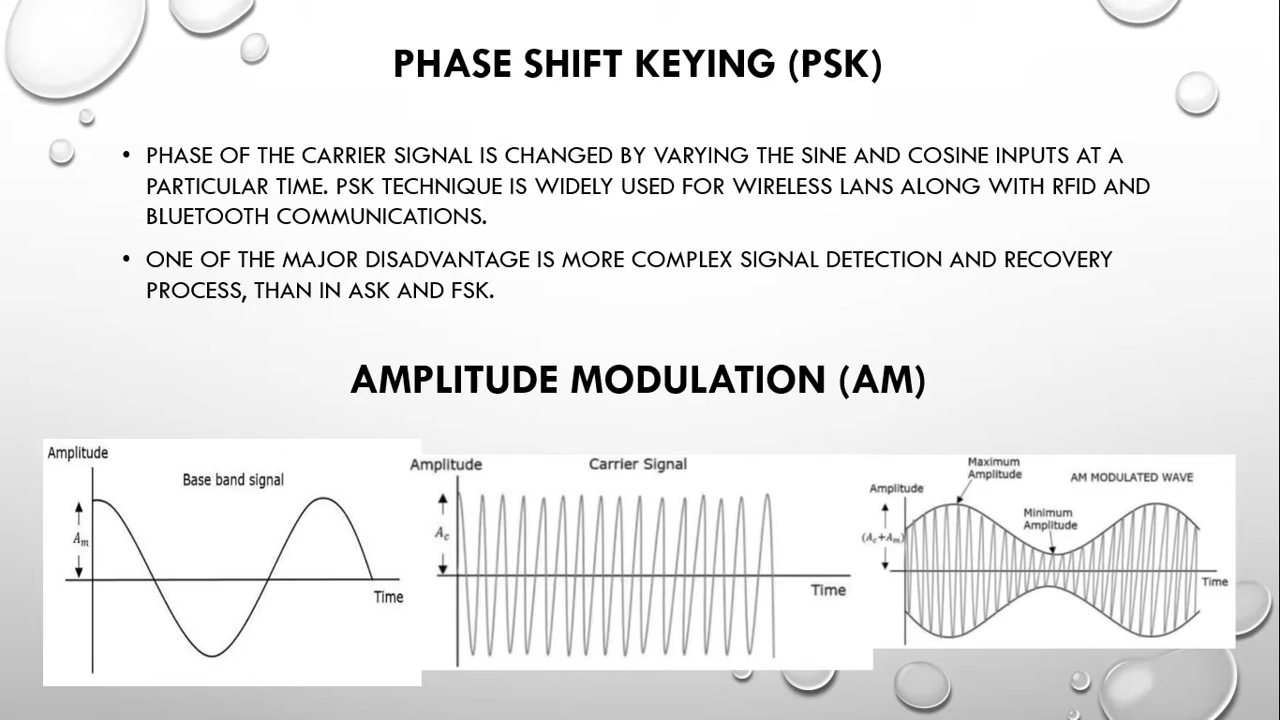 PHASE SHIFT KEYING (PSK)
• PHASE OF THE CARRIER SIGNAL IS CHANGED BY VARYING THE SINE AND COSINE INPUTS AT A
PARTICULAR TIME. PSK TECHNIQUE IS WIDELY USED FOR WIRELESS LANS ALONG WITH RFID AND
BLUETOOTH COMMUNICATIONS.
• ONE OF THE MAJOR DISADVANTAGE IS MORE COMPLEX SIGNAL DETECTION AND RECOVERY
PROCESS, THAN IN ASK AND FSK.
AMPLITUDE MODULATION (AM)
Amplitude
Base band signal
Aₘ
Time
Amplitude
Carrier Signal
A꜀
Time
Maximum
Amplitude
AM MODULATED WAVE
Amplitude
Minimum
Amplitude
(A꜀+Aₘ)
Time